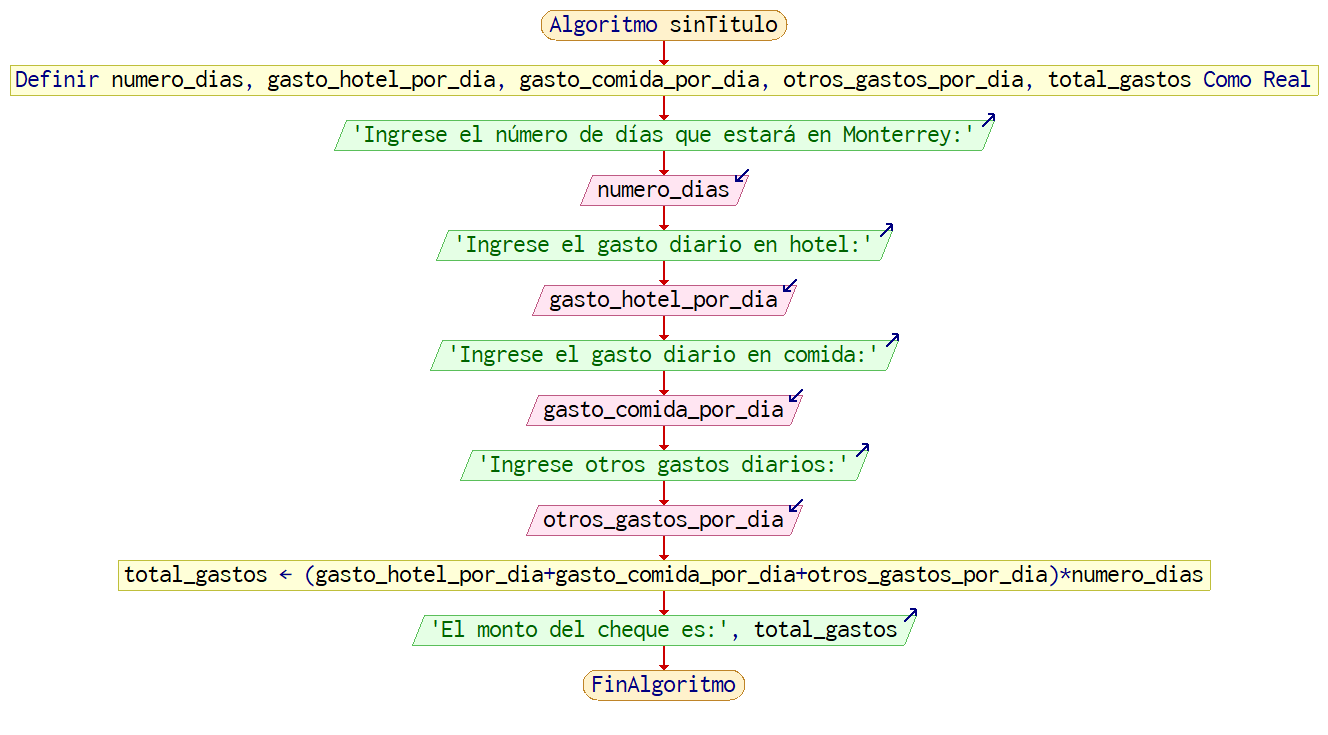 Algoritmo sinTitulo
Definir numero_dias, gasto_hotel_por_dia, gasto_comida_por_dia, otros_gastos_por_dia, total_gastos Como Real
'Ingrese el número de días que estará en Monterrey:'
numero_dias
'Ingrese el gasto diario en hotel:'
gasto_hotel_por_dia
'Ingrese el gasto diario en comida:'
gasto_comida_por_dia
'Ingrese otros gastos diarios:'
otros_gastos_por_dia
total_gastos ← (gasto_hotel_por_dia+gasto_comida_por_dia+otros_gastos_por_dia)*numero_dias
'El monto del cheque es:', total_gastos
FinAlgoritmo